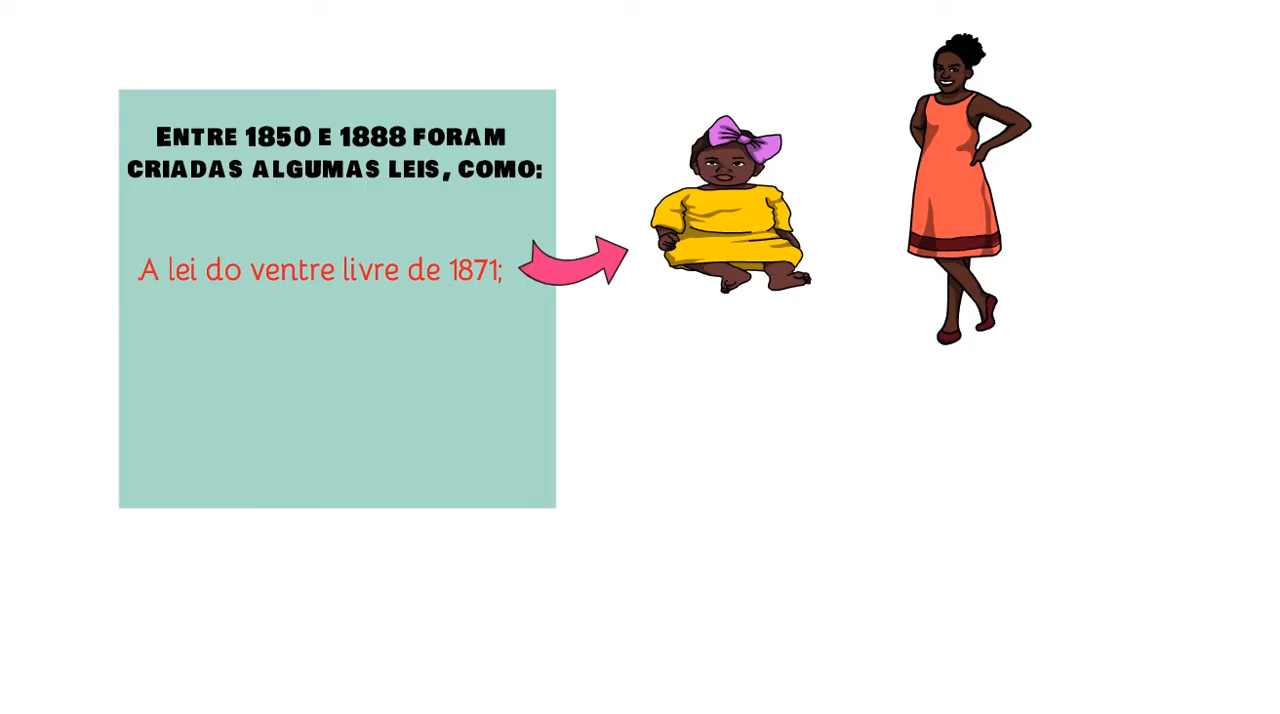 Entre 1850 e 1888 foram
criadas algumas leis, como:
A lei do ventre livre de 1871;